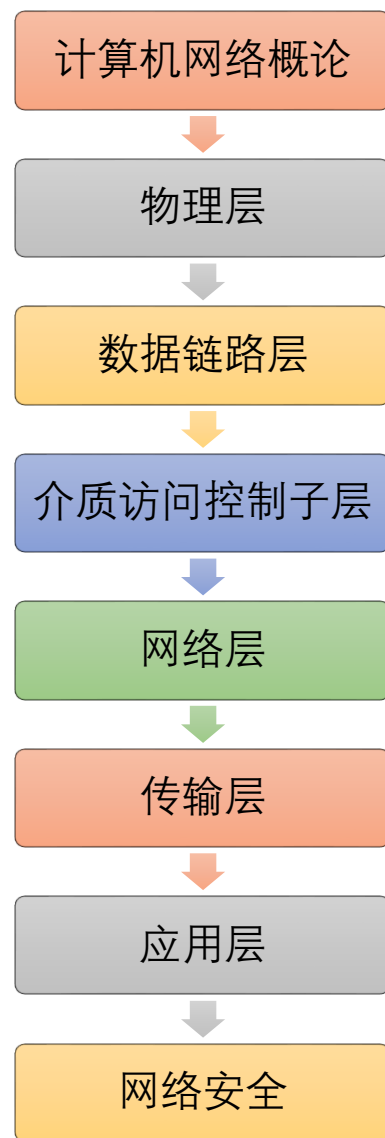 计算机网络概论
物理层
数据链路层
介质访问控制子层
网络层
传输层
应用层
网络安全